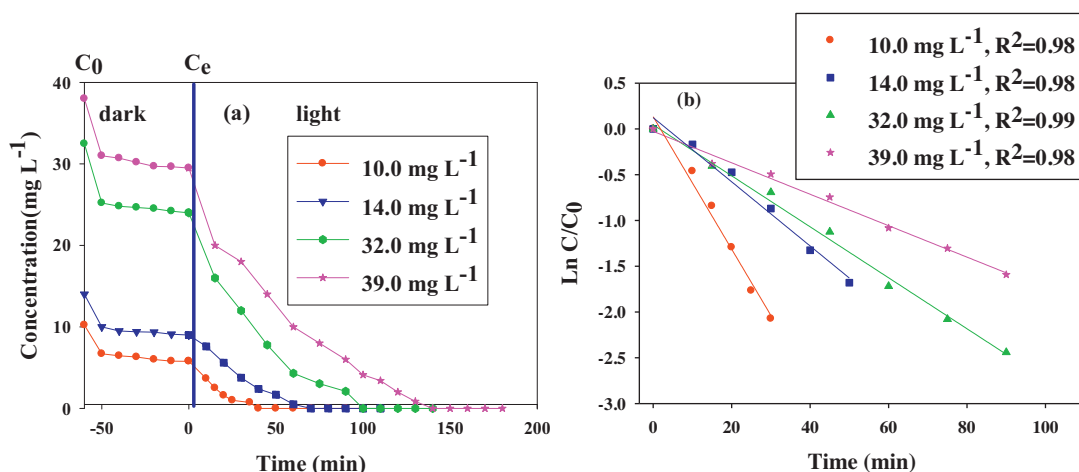 C0
Ce
40
30
20
10
0
dark
(a)
light
10.0 mg L-1
14.0 mg L-1
32.0 mg L-1
39.0 mg L-1
Concentration(mg L-1)
-50
0
50
100
150
200
Time (min)
10.0 mg L-1, R2=0.98
14.0 mg L-1, R2=0.98
32.0 mg L-1, R2=0.99
39.0 mg L-1, R2=0.98
(b)
0,5
0.0
-0.5
-1.0
-1.5
-2.0
-2.5
-3.0
Ln C/C0
0
20
40
60
80
100
Time (min)